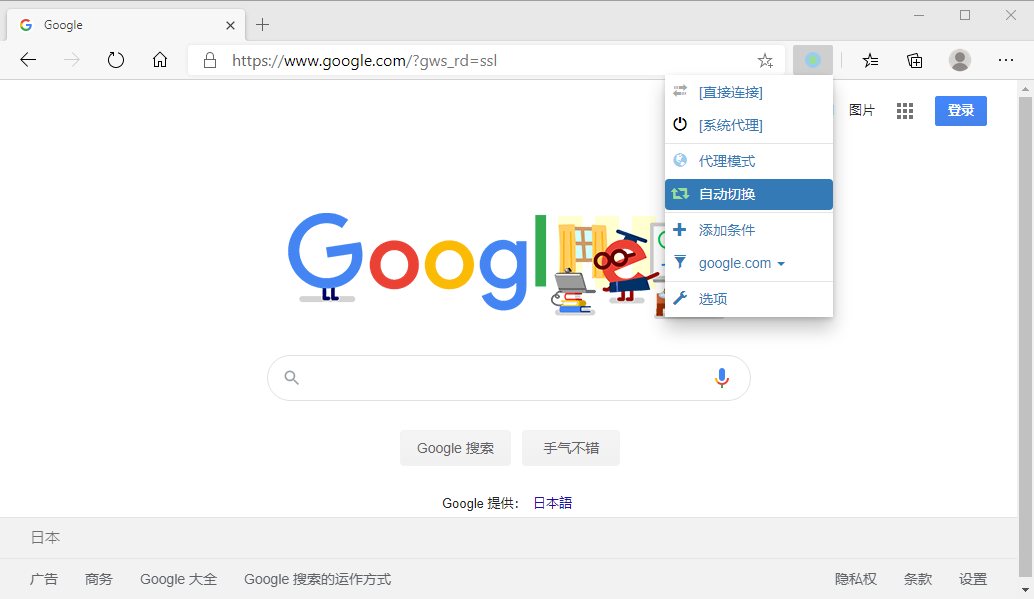 Google
https://www.google.com/?gws_rd=ssl
[直接连接]
[系统代理]
代理模式
自动切换
添加条件
google.com
选项
图片
登录
Google
Google 搜索
手气不错
Google 提供： 日本語
日本
广告 商务 Google 大全 Google 搜索的运作方式 隐私权 条款 设置